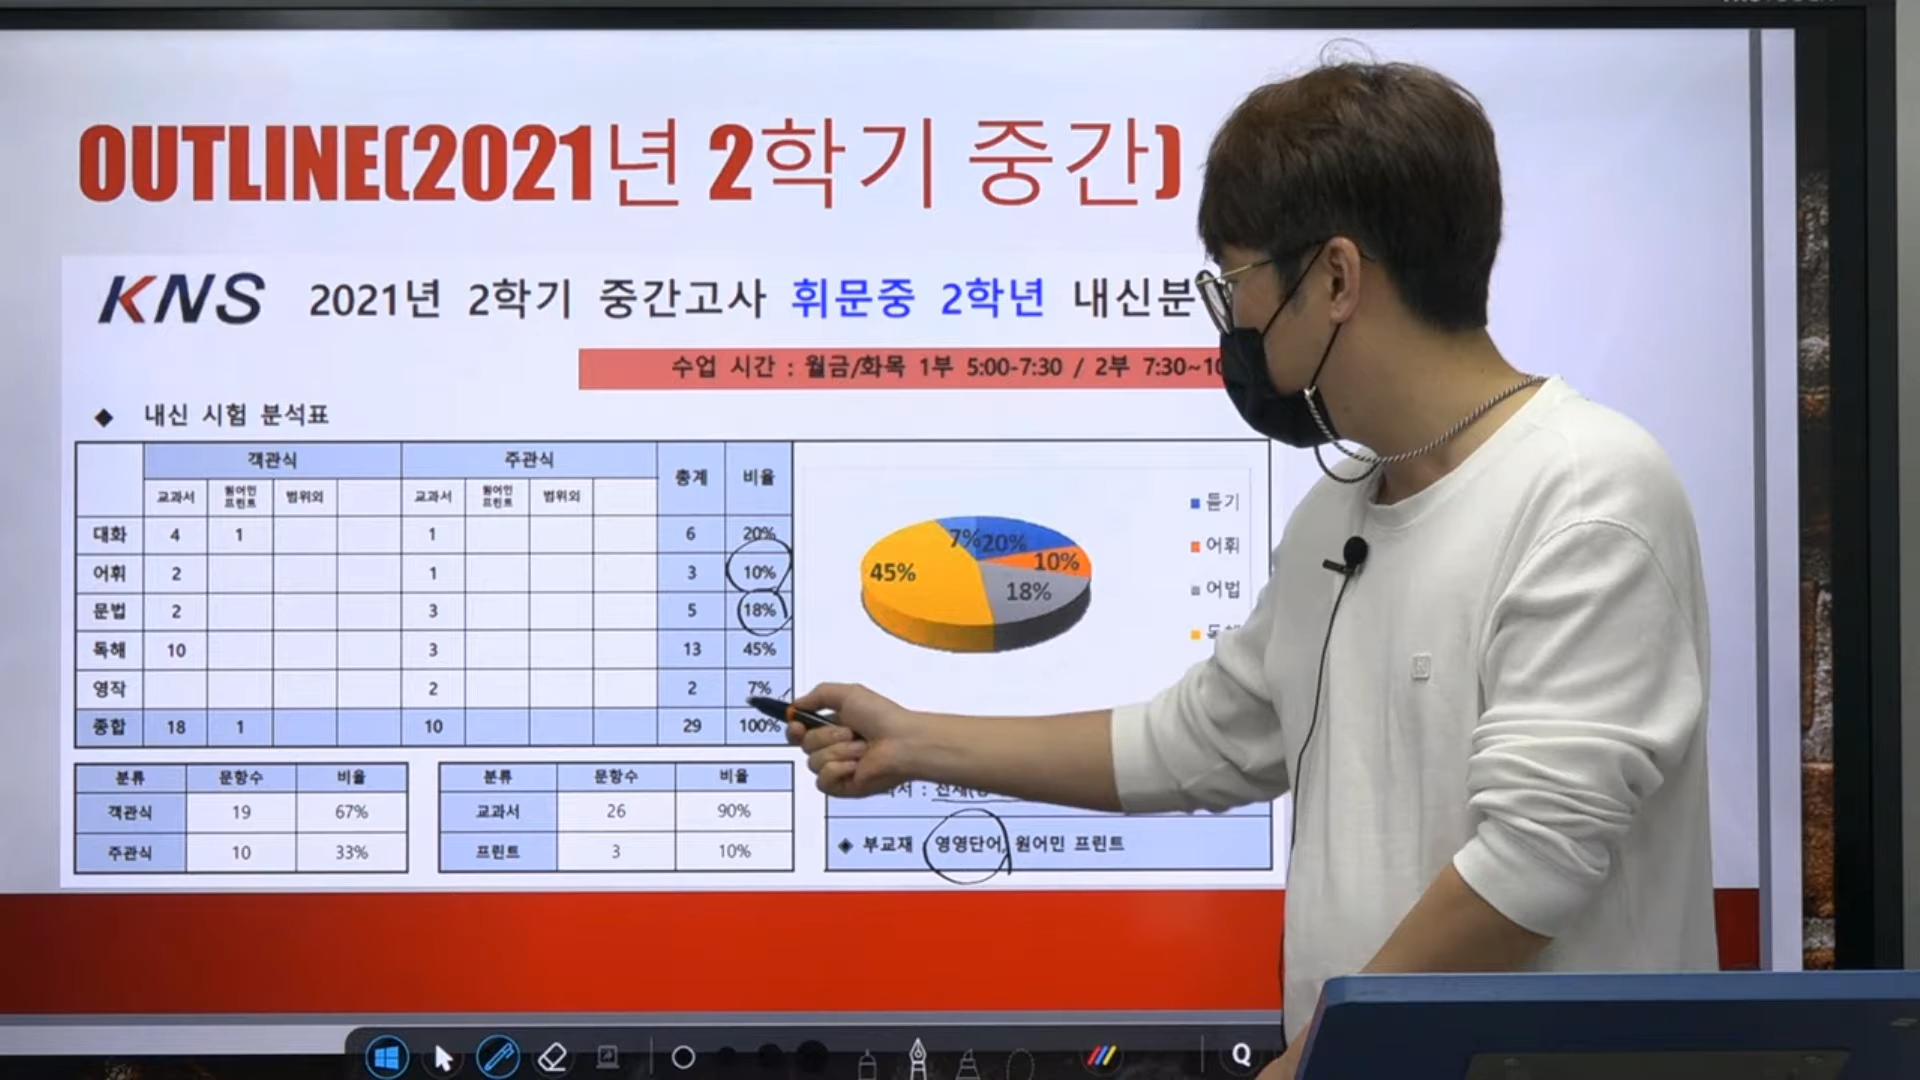 OUTLINE(2021년 2학기 중간)
KNS 2021년 2학기 중간고사 휘문중 2학년 내신분
수업 시간 : 월금/화목 1부 5:00-7:30 / 2부 7:30~10
◆ 내신 시험 분석표
객관식 주관식 총계 비율
교과서 원어민 프린트 범위외 교과서 원어민 프린트 범위외
대화 4 1 1 6 20%
어휘 2 1 3 10%
문법 2 3 5 18%
독해 10 3 13 45%
영작 2 2 7%
종합 18 1 10 29 100%
7% 20% 10% 18% 45%
듣기
어휘
어법
분류 문항수 비율
객관식 19 67%
주관식 10 33%
분류 문항수 비율
교과서 26 90%
프린트 3 10%
◈ 부교재 영영단어, 원어민 프린트
Q